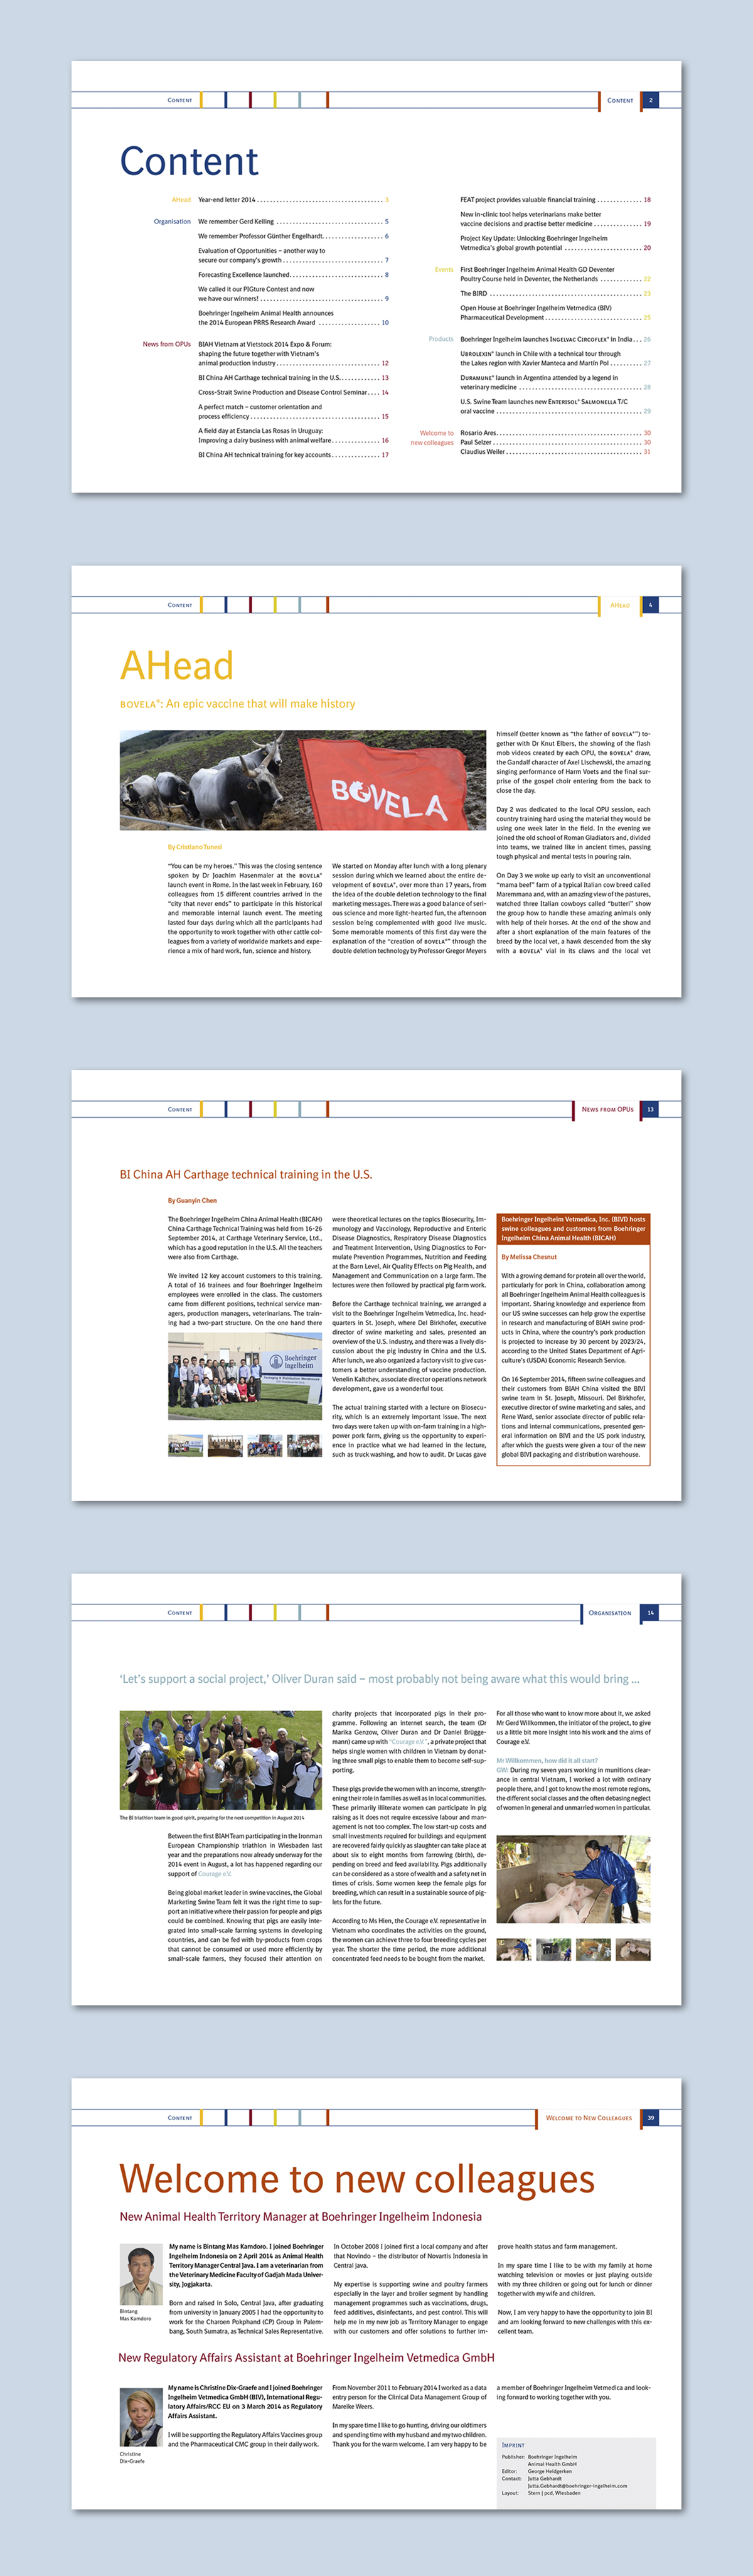 Content
Content 2
Content
AHead Year-end letter 2014 3
Organisation We remember Gerd Kelling 5
We remember Professor Günther Engelhardt 6
Evaluation of Opportunities – another way to
secure our company's growth 7
Forecasting Excellence launched 8
We called it our PIGture Contest and now
we have our winners! 9
Boehringer Ingelheim Animal Health announces
the 2014 European PRRS Research Award 10
News from OPUs BIAH Vietnam at Vietstock 2014 Expo & Forum:
shaping the future together with Vietnam's
animal production industry 12
BI China AH Carthage technical training in the U.S. 13
Cross-Strait Swine Production and Disease Control Seminar 14
A perfect match – customer orientation and
process efficiency 15
A field day at Estancia Las Rosas in Uruguay:
Improving a dairy business with animal welfare 16
BI China AH technical training for key accounts 17
FEAT project provides valuable financial training 18
New in-clinic tool helps veterinarians make better
vaccine decisions and practise better medicine 19
Project Key Update: Unlocking Boehringer Ingelheim
Vetmedica's global growth potential 20
Events First Boehringer Ingelheim Animal Health GD Deventer
Poultry Course held in Deventer, the Netherlands 22
The BIRD 23
Open House at Boehringer Ingelheim Vetmedica (BIV)
Pharmaceutical Development 25
Products Boehringer Ingelheim launches Ingelvac Circoflex® in India 26
Ubrolexin® launch in Chile with a technical tour through
the Lakes region with Xavier Manteca and Martin Pol 27
Duramune® launch in Argentina attended by a legend in
veterinary medicine 28
U.S. Swine Team launches new Enterisol® Salmonella T/C
oral vaccine 29
Welcome to
new colleagues
Rosario Ares 30
Paul Selzer 30
Claudius Weiler 31
Content
AHead 4
AHead
BOVELA®: An epic vaccine that will make history
BOVELA
By Cristiano Tunesi
"You can be my heroes." This was the closing sentence
spoken by Dr Joachim Hasenmaier at the BOVELA®
launch event in Rome. In the last week in February, 160
colleagues from 15 different countries arrived in the
"city that never ends" to participate in this historical
and memorable internal launch event. The meeting
lasted four days during which all the participants had
the opportunity to work together with other cattle col-
leagues from a variety of worldwide markets and expe-
rience a mix of hard work, fun, science and history.
We started on Monday after lunch with a long plenary
session during which we learned about the entire de-
velopment of BOVELA®, over more than 17 years, from
the idea of the double deletion technology to the final
marketing messages. There was a good balance of seri-
ous science and more light-hearted fun, the afternoon
session being complemented with good live music.
Some memorable moments of this first day were the
explanation of the "creation of BOVELA®" through the
double deletion technology by Professor Gregor Meyers
himself (better known as "the father of BOVELA®") to-
gether with Dr Knut Elbers, the showing of the flash
mob videos created by each OPU, the BOVELA® draw,
the Gandalf character of Axel Lischewski, the amazing
singing performance of Harm Voets and the final sur-
prise of the gospel choir entering from the back to
close the day.
Day 2 was dedicated to the local OPU session, each
country training hard using the material they would be
using one week later in the field. In the evening we
joined the old school of Roman Gladiators and, divided
into teams, we trained like in ancient times, passing
tough physical and mental tests in pouring rain.
On Day 3 we woke up early to visit an unconventional
"mama beef" farm of a typical Italian cow breed called
Maremmana and, with an amazing view of the pastures,
watched three Italian cowboys called "butteri" show
the group how to handle these amazing animals only
with help of their horses. At the end of the show and
after a short explanation of the main features of the
breed by the local vet, a hawk descended from the sky
with a BOVELA® vial in its claws and the local vet
Content
News from OPUs 13
BI China AH Carthage technical training in the U.S.
By Guanyin Chen
The Boehringer Ingelheim China Animal Health (BICAH)
China Carthage Technical Training was held from 16-26
September 2014, at Carthage Veterinary Service, Ltd.,
which has a good reputation in the U.S. All the teachers
were also from Carthage.
We invited 12 key account customers to this training.
A total of 16 trainees and four Boehringer Ingelheim
employees were enrolled in the class. The customers
came from different positions, technical service man-
agers, production managers, veterinarians. The train-
ing had a two-part structure. On the one hand there
Boehringer
Ingelheim
were theoretical lectures on the topics Biosecurity, Im-
munology and Vaccinology, Reproductive and Enteric
Disease Diagnostics, Respiratory Disease Diagnostics
and Treatment Intervention, Using Diagnostics to For-
mulate Prevention Programmes, Nutrition and Feeding
at the Barn Level, Air Quality Effects on Pig Health, and
Management and Communication on a large farm. The
lectures were then followed by practical pig farm work.
Before the Carthage technical training, we arranged a
visit to the Boehringer Ingelheim Vetmedica, Inc. head-
quarters in St. Joseph, where Del Birkhofer, executive
director of swine marketing and sales, presented an
overview of the U.S. industry, and there was a lively dis-
cussion about the pig industry in China and the U.S.
After lunch, we also organized a factory visit to give cus-
tomers a better understanding of vaccine production.
Venelin Kaltchev, associate director operations network
development, gave us a wonderful tour.
The actual training started with a lecture on Biosecu-
rity, which is an extremely important issue. The next
two days were taken up with on-farm training in a high-
power pork farm, giving us the opportunity to experi-
ence in practice what we had learned in the lecture,
such as truck washing, and how to audit. Dr Lucas gave
Boehringer Ingelheim Vetmedica, Inc. (BIVI) hosts
swine colleagues and customers from Boehringer
Ingelheim China Animal Health (BICAH)
By Melissa Chesnut
With a growing demand for protein all over the world,
particularly for pork in China, collaboration among
all Boehringer Ingelheim Animal Health colleagues is
important. Sharing knowledge and experience from
our US swine successes can help grow the expertise
in research and manufacturing of BIAH swine prod-
ucts in China, where the country's pork production
is projected to increase by 30 percent by 2023/24,
according to the United States Department of Agri-
culture's (USDA) Economic Research Service.
On 16 September 2014, fifteen swine colleagues and
their customers from BIAH China visited the BIVI
swine team in St. Joseph, Missouri. Del Birkhofer,
executive director of swine marketing and sales, and
Rene Ward, senior associate director of public rela-
tions and internal communications, presented gen-
eral information on BIVI and the US pork industry,
after which the guests were given a tour of the new
global BIVI packaging and distribution warehouse.
Content
Organisation 14
'Let's support a social project,' Oliver Duran said – most probably not being aware what this would bring ...
The BI triathlon team in good spirit, preparing for the next competition in August 2014
Between the first BIAH Team participating in the Ironman
European Championship triathlon in Wiesbaden last
year and the preparations now already underway for the
2014 event in August, a lot has happened regarding our
support of Courage e.V.
Being global market leader in swine vaccines, the Global
Marketing Swine Team felt it was the right time to sup-
port an initiative where their passion for people and pigs
could be combined. Knowing that pigs are easily inte-
grated into small-scale farming systems in developing
countries, and can be fed with by-products from crops
that cannot be consumed or used more efficiently by
small-scale farmers, they focused their attention on
charity projects that incorporated pigs in their pro-
gramme. Following an internet search, the team (Dr
Marika Genzow, Oliver Duran and Dr Daniel Brügge-
mann) came up with "Courage e.V.", a private project that
helps single women with children in Vietnam by donat-
ing three small pigs to enable them to become self-sup-
porting.
These pigs provide the women with an income, strength-
ening their role in families as well as in local communities.
These primarily illiterate women can participate in pig
raising as it does not require excessive labour and man-
agement is not too complex. The low start-up costs and
small investments required for buildings and equipment
are recovered fairly quickly as slaughter can take place at
about six to eight months from farrowing (birth), de-
pending on breed and feed availability. Pigs additionally
can be considered as a store of wealth and a safety net in
times of crisis. Some women keep the female pigs for
breeding, which can result in a sustainable source of pig-
lets for the future.
According to Ms Hien, the Courage e.V. representative in
Vietnam who coordinates the activities on the ground,
the women can achieve three to four breeding cycles per
year. The shorter the time period, the more additional
concentrated feed needs to be bought from the market.
For all those who want to know more about it, we asked
Mr Gerd Willkommen, the initiator of the project, to give
us a little bit more insight into his work and the aims of
Courage e.V.
Mr Willkommen, how did it all start?
GW: During my seven years working in munitions clear-
ance in central Vietnam, I worked a lot with ordinary
people there, and I got to know the most remote regions,
the different social classes and the often debasing neglect
of women in general and unmarried women in particular.
Content
Welcome to New Colleagues 39
Welcome to new colleagues
New Animal Health Territory Manager at Boehringer Ingelheim Indonesia
Bintang
Mas Kamdoro
My name is Bintang Mas Kamdoro. I joined Boehringer
Ingelheim Indonesia on 2 April 2014 as Animal Health
Territory Manager Central Java. I am a veterinarian from
the Veterinary Medicine Faculty of Gadjah Mada Univer-
sity, Jogjakarta.
Born and raised in Solo, Central Java, after graduating
from university in January 2005 I had the opportunity to
work for the Charoen Pokphand (CP) Group in Palem-
bang, South Sumatra, as Technical Sales Representative.
In October 2008 I joined first a local company and after
that Novindo – the distributor of Novartis Indonesia in
Central Java.
My expertise is supporting swine and poultry farmers
especially in the layer and broiler segment by handling
management programmes such as vaccinations, drugs,
feed additives, disinfectants, and pest control. This will
help me in my new job as Territory Manager to engage
with our customers and offer solutions to further im-
prove health status and farm management.
In my spare time I like to be with my family at home
watching television or movies or just playing outside
with my three children or going out for lunch or dinner
together with my wife and children.
Now, I am very happy to have the opportunity to join BI
and am looking forward to new challenges with this ex-
cellent team.
New Regulatory Affairs Assistant at Boehringer Ingelheim Vetmedica GmbH
Christine
Dix-Graefe
My name is Christine Dix-Graefe and I joined Boehringer
Ingelheim Vetmedica GmbH (BIV), International Regu-
latory Affairs/RCC EU on 3 March 2014 as Regulatory
Affairs Assistant.
I will be supporting the Regulatory Affairs Vaccines group
and the Pharmaceutical CMC group in their daily work.
From November 2011 to February 2014 I worked as a data
entry person for the Clinical Data Management Group of
Mareike Weers.
In my spare time I like to go hunting, driving our oldtimers
and spending time with my husband and my two children.
Thank you for the warm welcome. I am very happy to be
a member of Boehringer Ingelheim Vetmedica and look-
ing forward to working together with you.
Imprint
Publisher: Boehringer Ingelheim
Animal Health GmbH
Editor: George Heidgerken
Contact: Jutta Gebhardt
Jutta.Gebhardt@boehringer-ingelheim.com
Layout: Stern | pcd, Wiesbaden